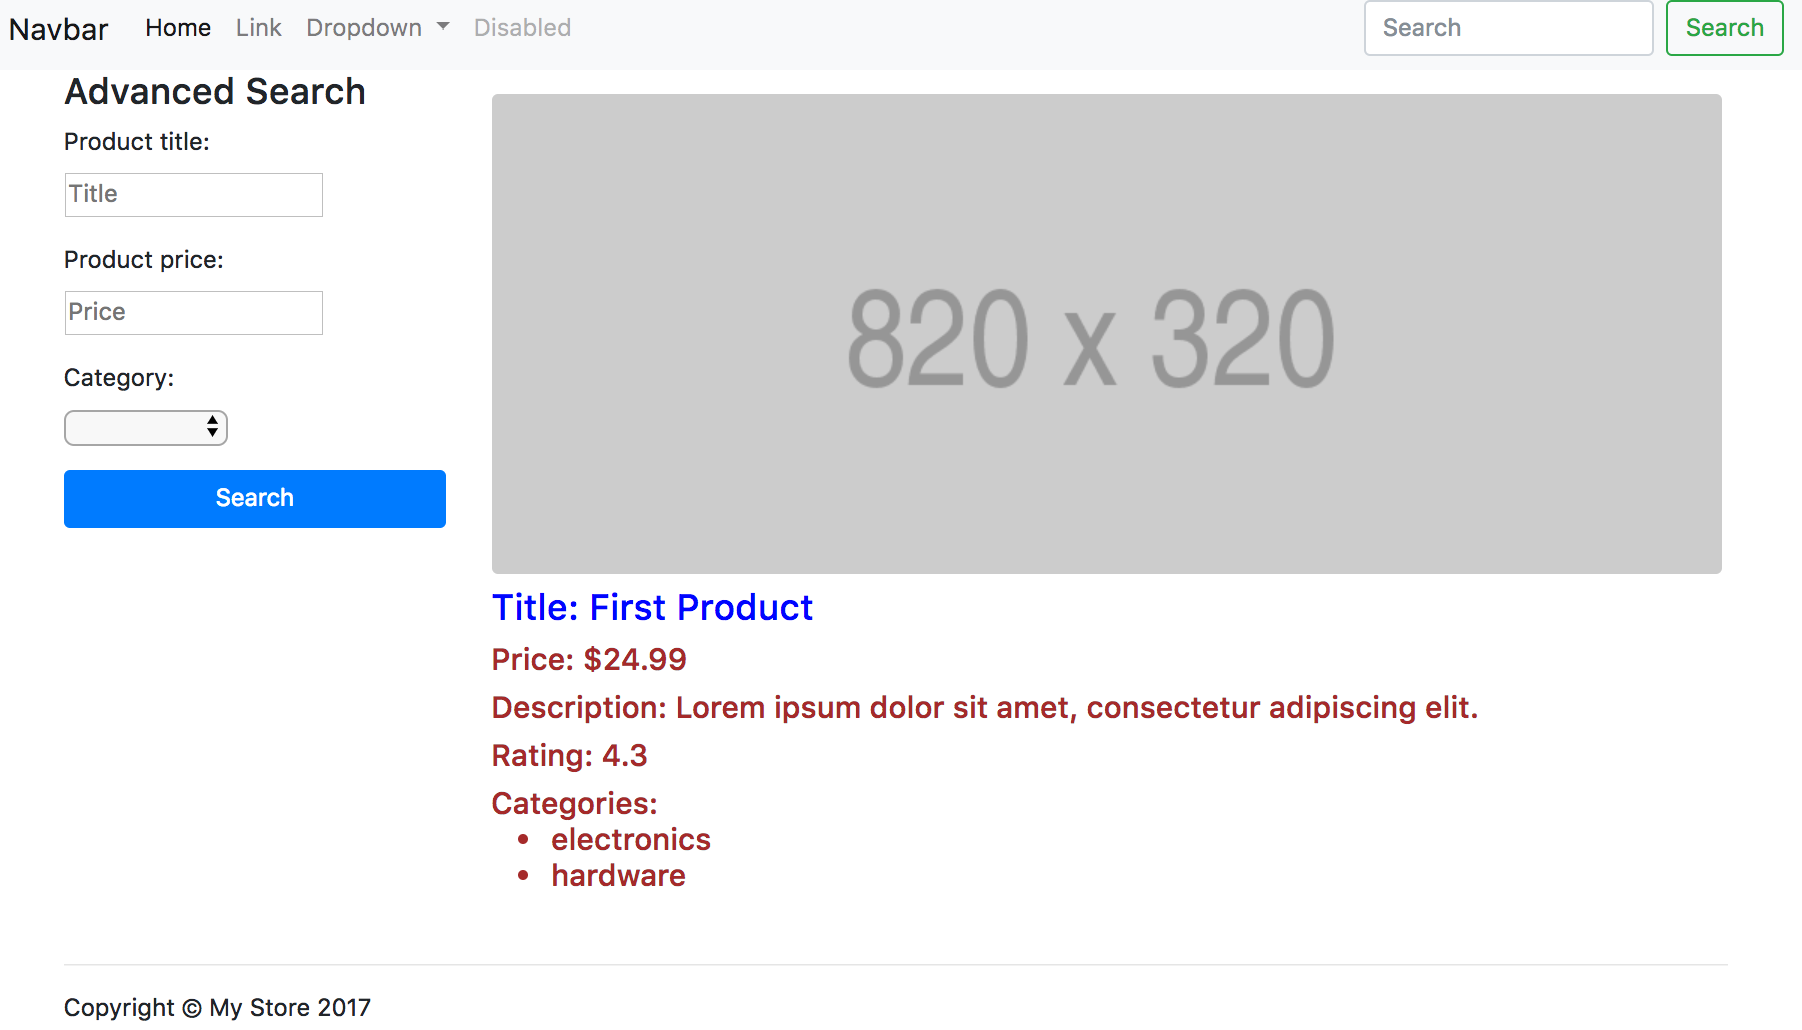 Navbar Home Link Dropdown Disabled Search Search
Advanced Search
Product title:
Title
Product price:
Price
Category:
Search
820 x 320
Title: First Product
Price: $24.99
Description: Lorem ipsum dolor sit amet, consectetur adipiscing elit.
Rating: 4.3
Categories:
• electronics
• hardware
Copyright © My Store 2017